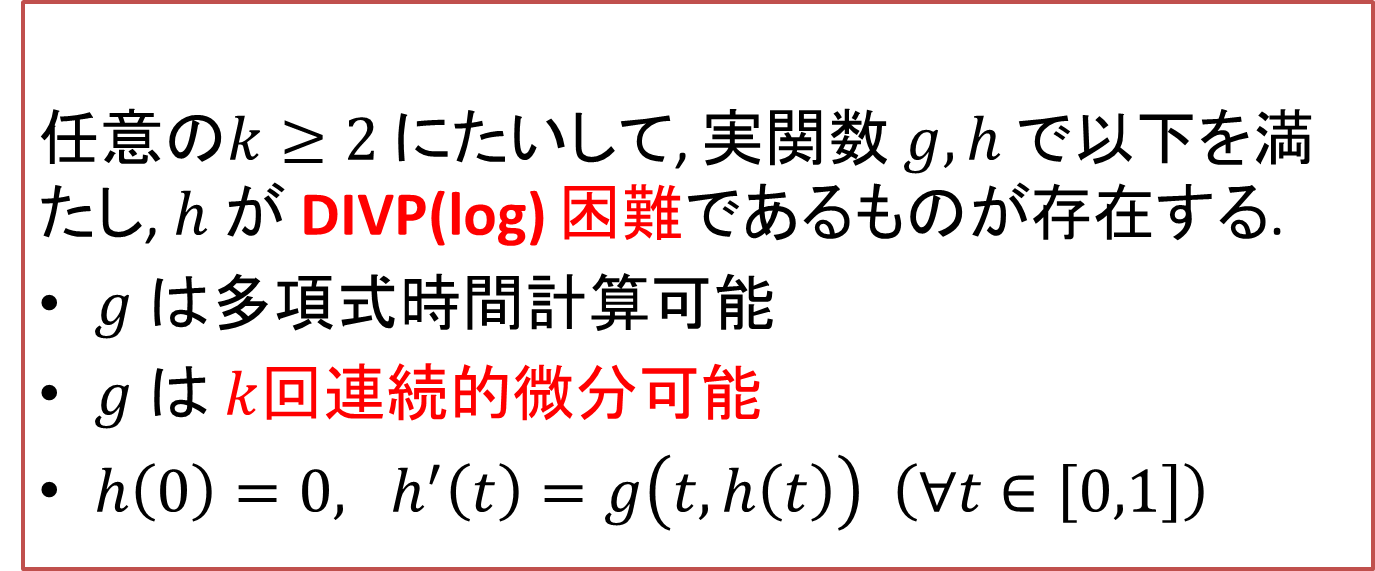 任意の𝑘 ≥ 2 にたいして, 実関数 𝑔, ℎ で以下を満
たし, ℎ が DIVP(log) 困難であるものが存在する.
• 𝑔 は多項式時間計算可能
• 𝑔 は 𝑘回連続的微分可能
• ℎ(0) = 0, ℎ′(𝑡) = 𝑔(𝑡, ℎ(𝑡)) (∀𝑡 ∈ [0,1])